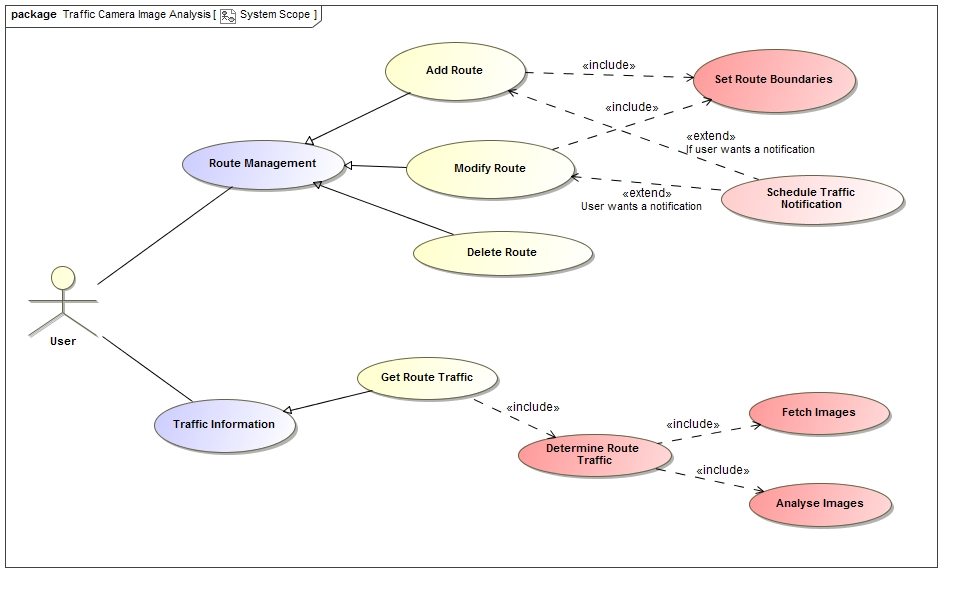 package Traffic Camera Image Analysis [ System Scope ]
Add Route
«include»
Set Route Boundaries
«include»
«extend»
If user wants a notification
Route Management
Modify Route
«extend»
User wants a notification
Schedule Traffic
Notification
Delete Route
User
Get Route Traffic
«include»
Traffic Information
Determine Route
Traffic
«include»
Fetch Images
«include»
Analyse Images